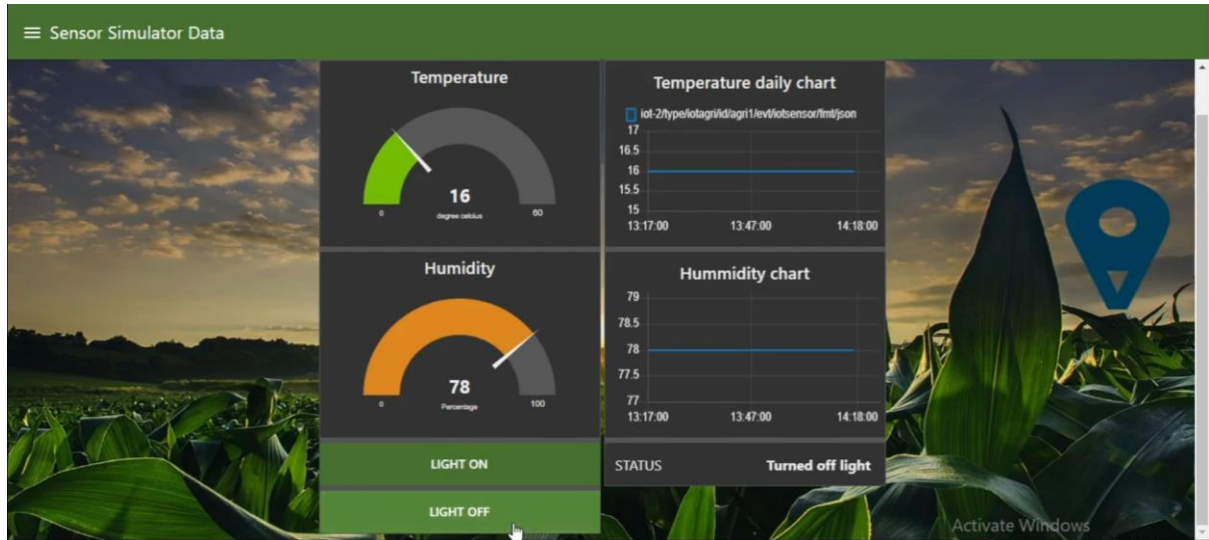 Sensor Simulator Data
Temperature
16
degree celcius
0
60
Temperature daily chart
iot-2/type/iotagri/id/agri1/evt/iotsensor/fmt/json
17
16.5
16
15.5
15
13:17:00 13:47:00 14:18:00
Humidity
78
Percentage
0
100
Hummidity chart
79
78.5
78
77.5
77
13:17:00 13:47:00 14:18:00
LIGHT ON
LIGHT OFF
STATUS Turned off light
Activate Windows